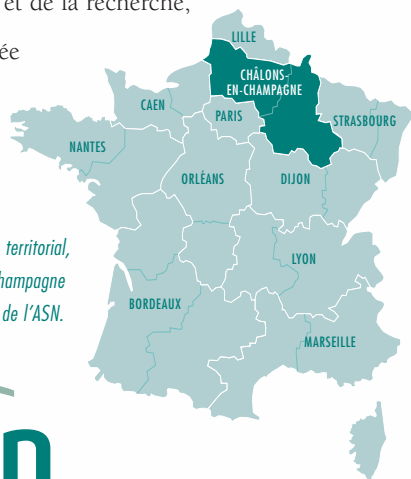 et de la recherche,
ée
LILLE
CHÂLONS-
EN-CHAMPAGNE
CAEN
PARIS
STRASBOURG
NANTES
ORLÉANS
DIJON
territorial,
hampagne
de l’ASN.
LYON
BORDEAUX
MARSEILLE
n